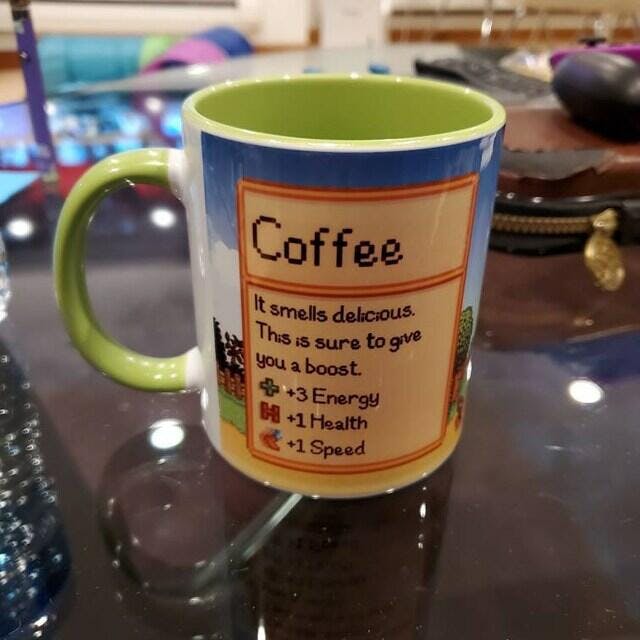 Coffee
It smells delicious.
This is sure to give
you a boost.
+3 Energy
+1 Health
+1 Speed